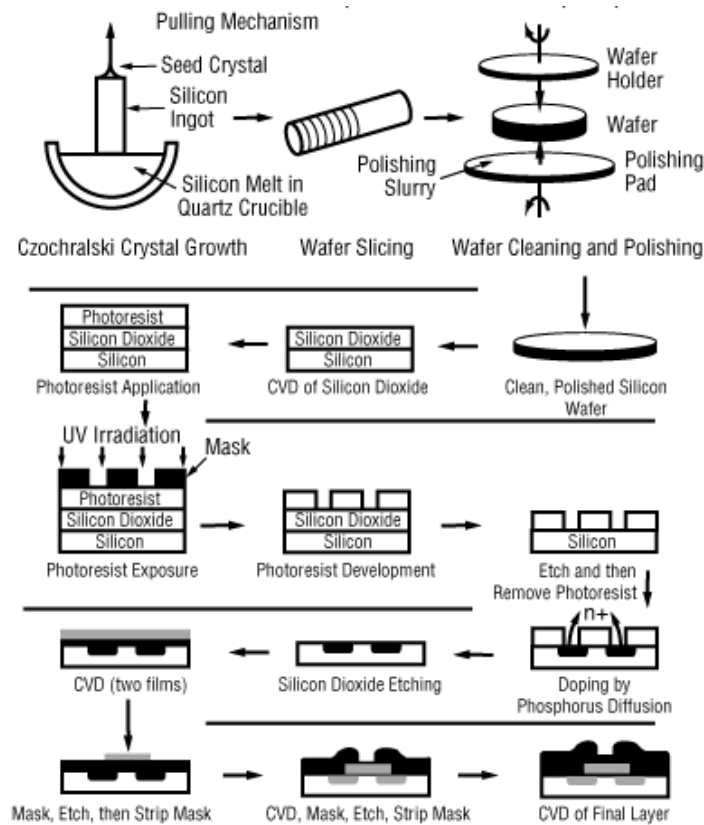 Pulling Mechanism
Seed Crystal
Silicon
Ingot
Silicon Melt in
Quartz Crucible
Czochralski Crystal Growth
Wafer Slicing
Wafer
Holder
Wafer
Polishing
Slurry
Polishing
Pad
Wafer Cleaning and Polishing
Clean, Polished Silicon
Wafer
Silicon Dioxide
Silicon
CVD of Silicon Dioxide
Photoresist
Silicon Dioxide
Silicon
Photoresist Application
UV Irradiation
Mask
Photoresist
Silicon Dioxide
Silicon
Photoresist Exposure
Silicon Dioxide
Silicon
Photoresist Development
Silicon
Etch and then
Remove Photoresist
n+
Doping by
Phosphorus Diffusion
Silicon Dioxide Etching
CVD (two films)
Mask, Etch, then Strip Mask
CVD, Mask, Etch, Strip Mask
CVD of Final Layer